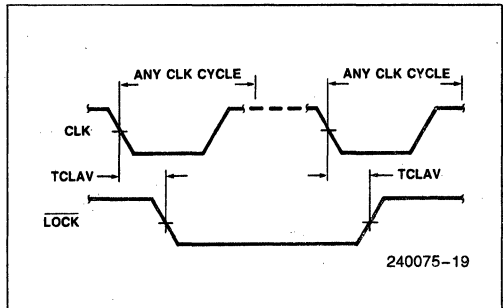 ANY CLK CYCLE
ANY CLK CYCLE
CLK
TCLAV
TCLAV
LOCK
240075-19